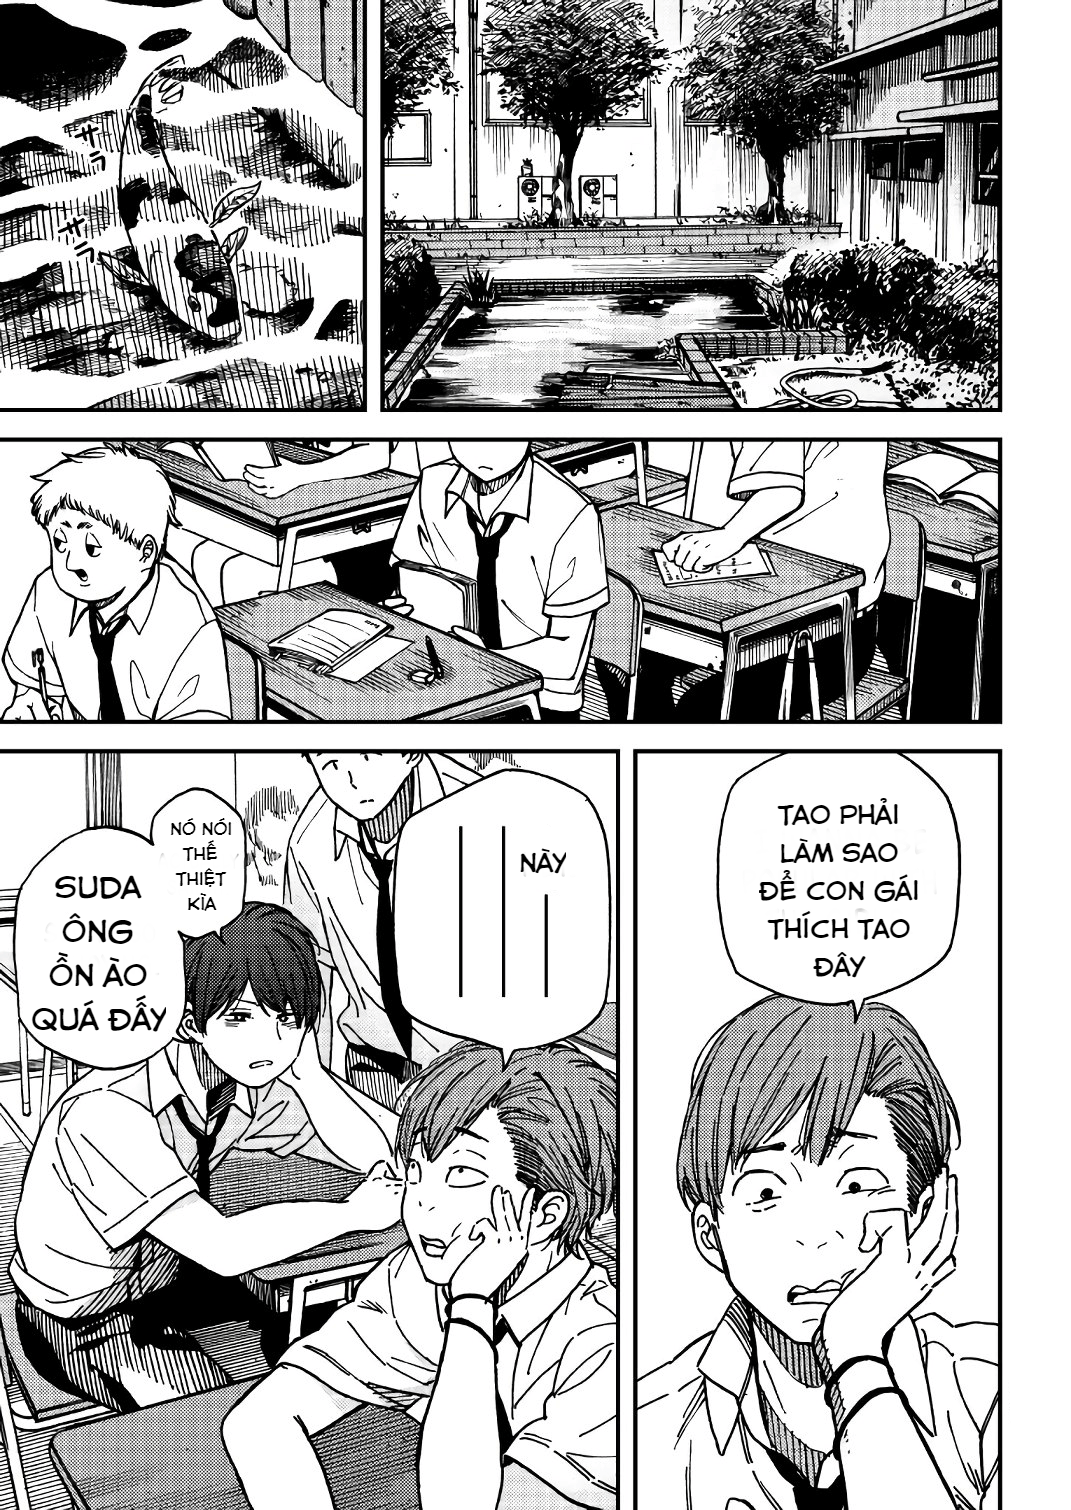 サラ
サラ
TAO PHẢI
LÀM SAO
ĐỂ CON GÁI
THÍCH TAO
ĐÂY
NÀY
NÓ NÓI
THẾ
THIỆT
KÌA
SUDA
ÔNG
ỒN ÀO
QUÁ ĐẤY